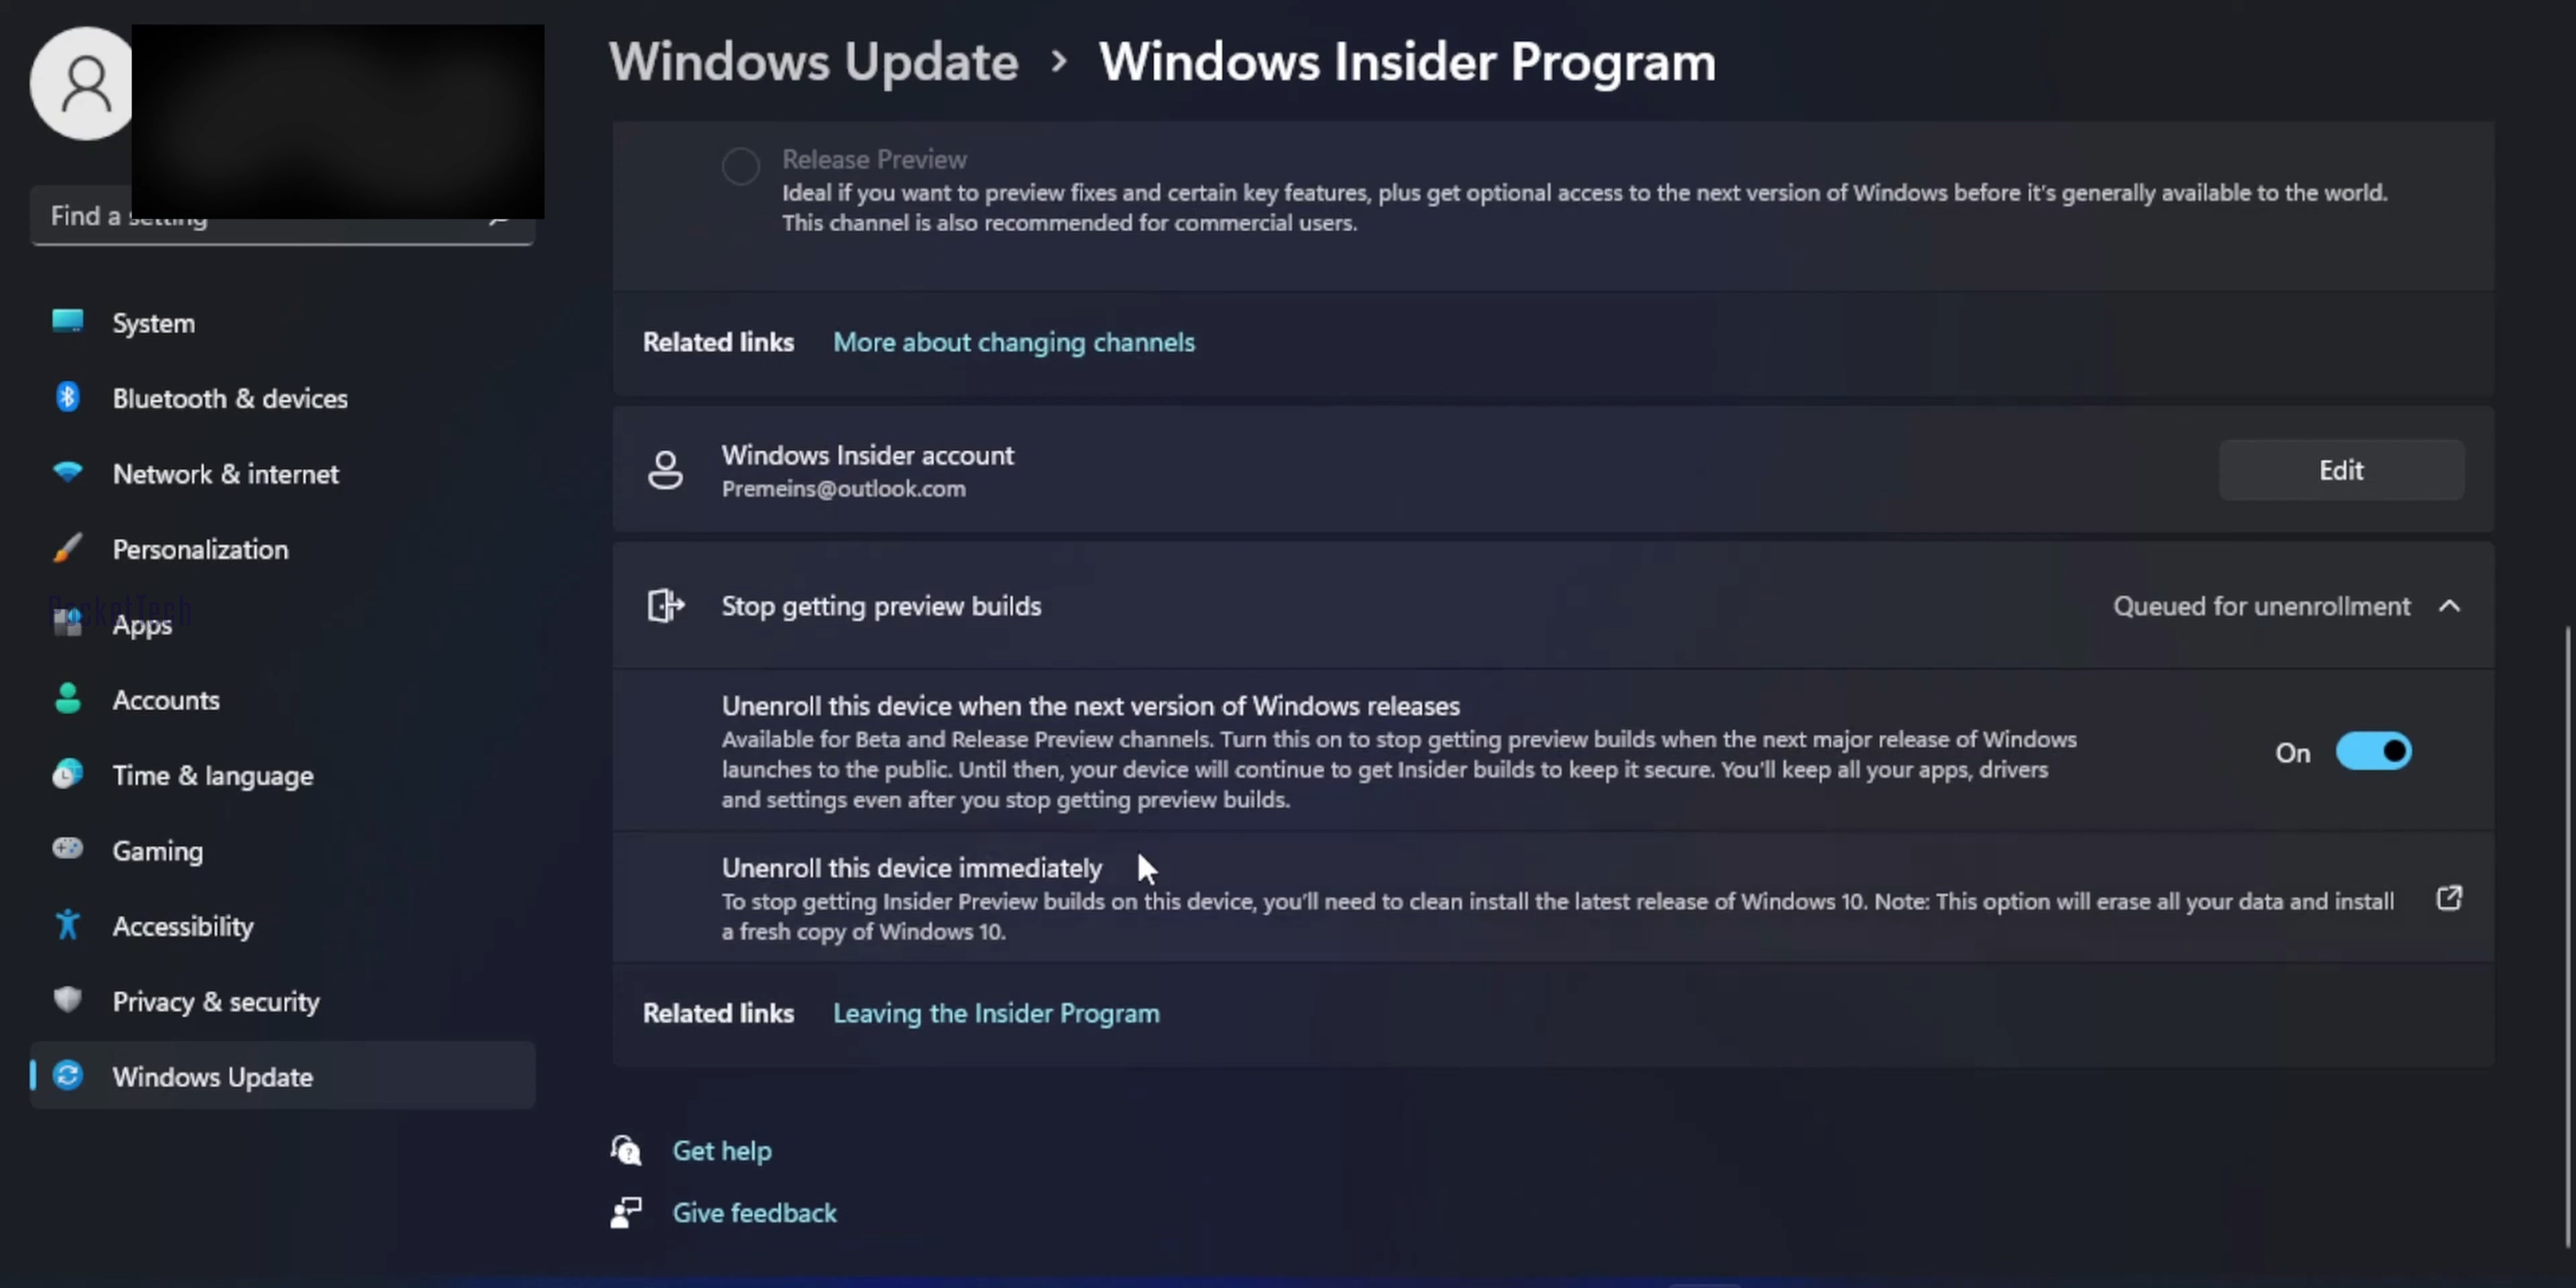 Windows Update > Windows Insider Program
Find a setting
System
Bluetooth & devices
Network & internet
Personalization
PocketTech
Apps
Accounts
Time & language
Gaming
Accessibility
Privacy & security
Windows Update
Release Preview
Ideal if you want to preview fixes and certain key features, plus get optional access to the next version of Windows before it's generally available to the world.
This channel is also recommended for commercial users.
Related links More about changing channels
Windows Insider account
Premeins@outlook.com
Edit
Stop getting preview builds
Queued for unenrollment
Unenroll this device when the next version of Windows releases
Available for Beta and Release Preview channels. Turn this on to stop getting preview builds when the next major release of Windows
launches to the public. Until then, your device will continue to get Insider builds to keep it secure. You'll keep all your apps, drivers
and settings even after you stop getting preview builds.
On
Unenroll this device immediately
To stop getting Insider Preview builds on this device, you'll need to clean install the latest release of Windows 10. Note: This option will erase all your data and install
a fresh copy of Windows 10.
Related links Leaving the Insider Program
Get help
Give feedback